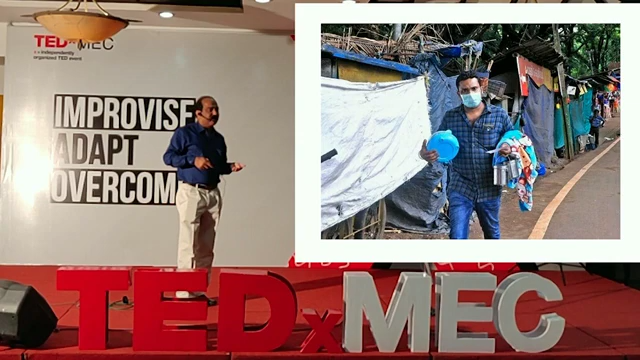 TEDxMEC
x = independently
organized TED event
IMPROVISE
ADAPT
OVERCOM
TEDxMEC